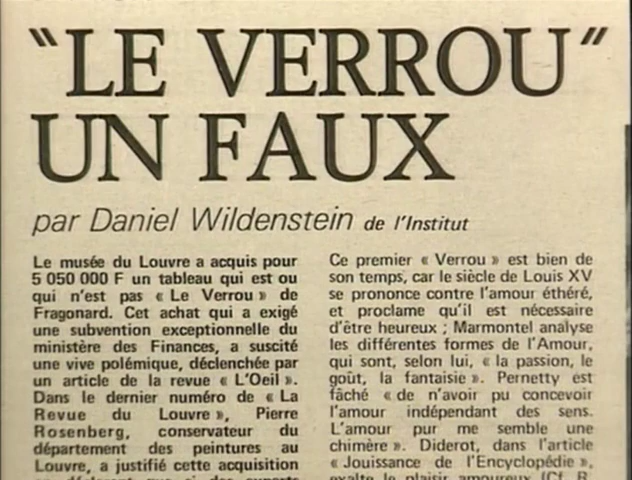 "LE VERROU"
UN FAUX
par Daniel Wildenstein de l'Institut
Le musée du Louvre a acquis pour
5 050 000 F un tableau qui est ou
qui n'est pas « Le Verrou » de
Fragonard. Cet achat qui a exigé
une subvention exceptionnelle du
ministère des Finances, a suscité
une vive polémique, déclenchée par
un article de la revue « L'Oeil ».
Dans le dernier numéro de « La
Revue du Louvre », Pierre
Rosenberg, conservateur du
département des peintures au
Louvre, a justifié cette acquisition
Ce premier « Verrou » est bien de
son temps, car le siècle de Louis XV
se prononce contre l'amour éthéré,
et proclame qu'il est nécessaire
d'être heureux ; Marmontel analyse
les différentes formes de l'Amour,
qui sont, selon lui, « la passion, le
goût, la fantaisie ». Pernetty est
fâché « de n'avoir pu concevoir
l'amour indépendant des sens.
L'amour pur me semble une
chimère ». Diderot, dans l'article
« Jouissance de l'Encyclopédie »,
exalte le plaisir amoureux (Cf. R.